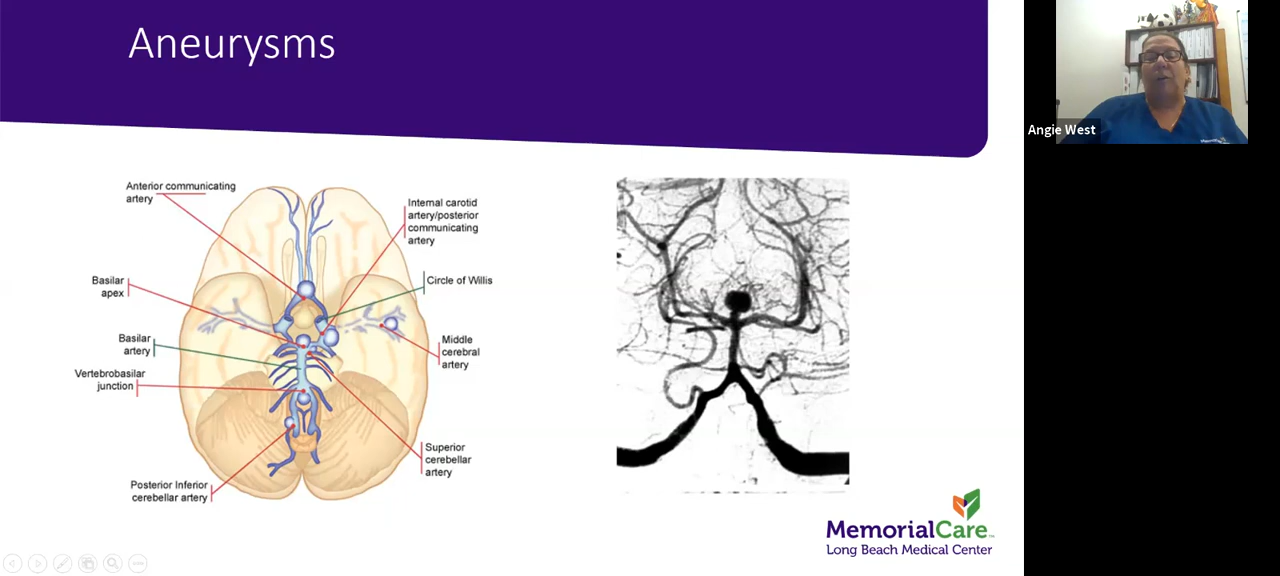 Aneurysms
Anterior communicating
artery
Internal carotid
artery/posterior
communicating
artery
Basilar
apex
Circle of Willis
Basilar
artery
Middle
cerebral
artery
Vertebrobasilar
junction
Superior
cerebellar
artery
Posterior Inferior
cerebellar artery
MemorialCare
Long Beach Medical Center
Angie West